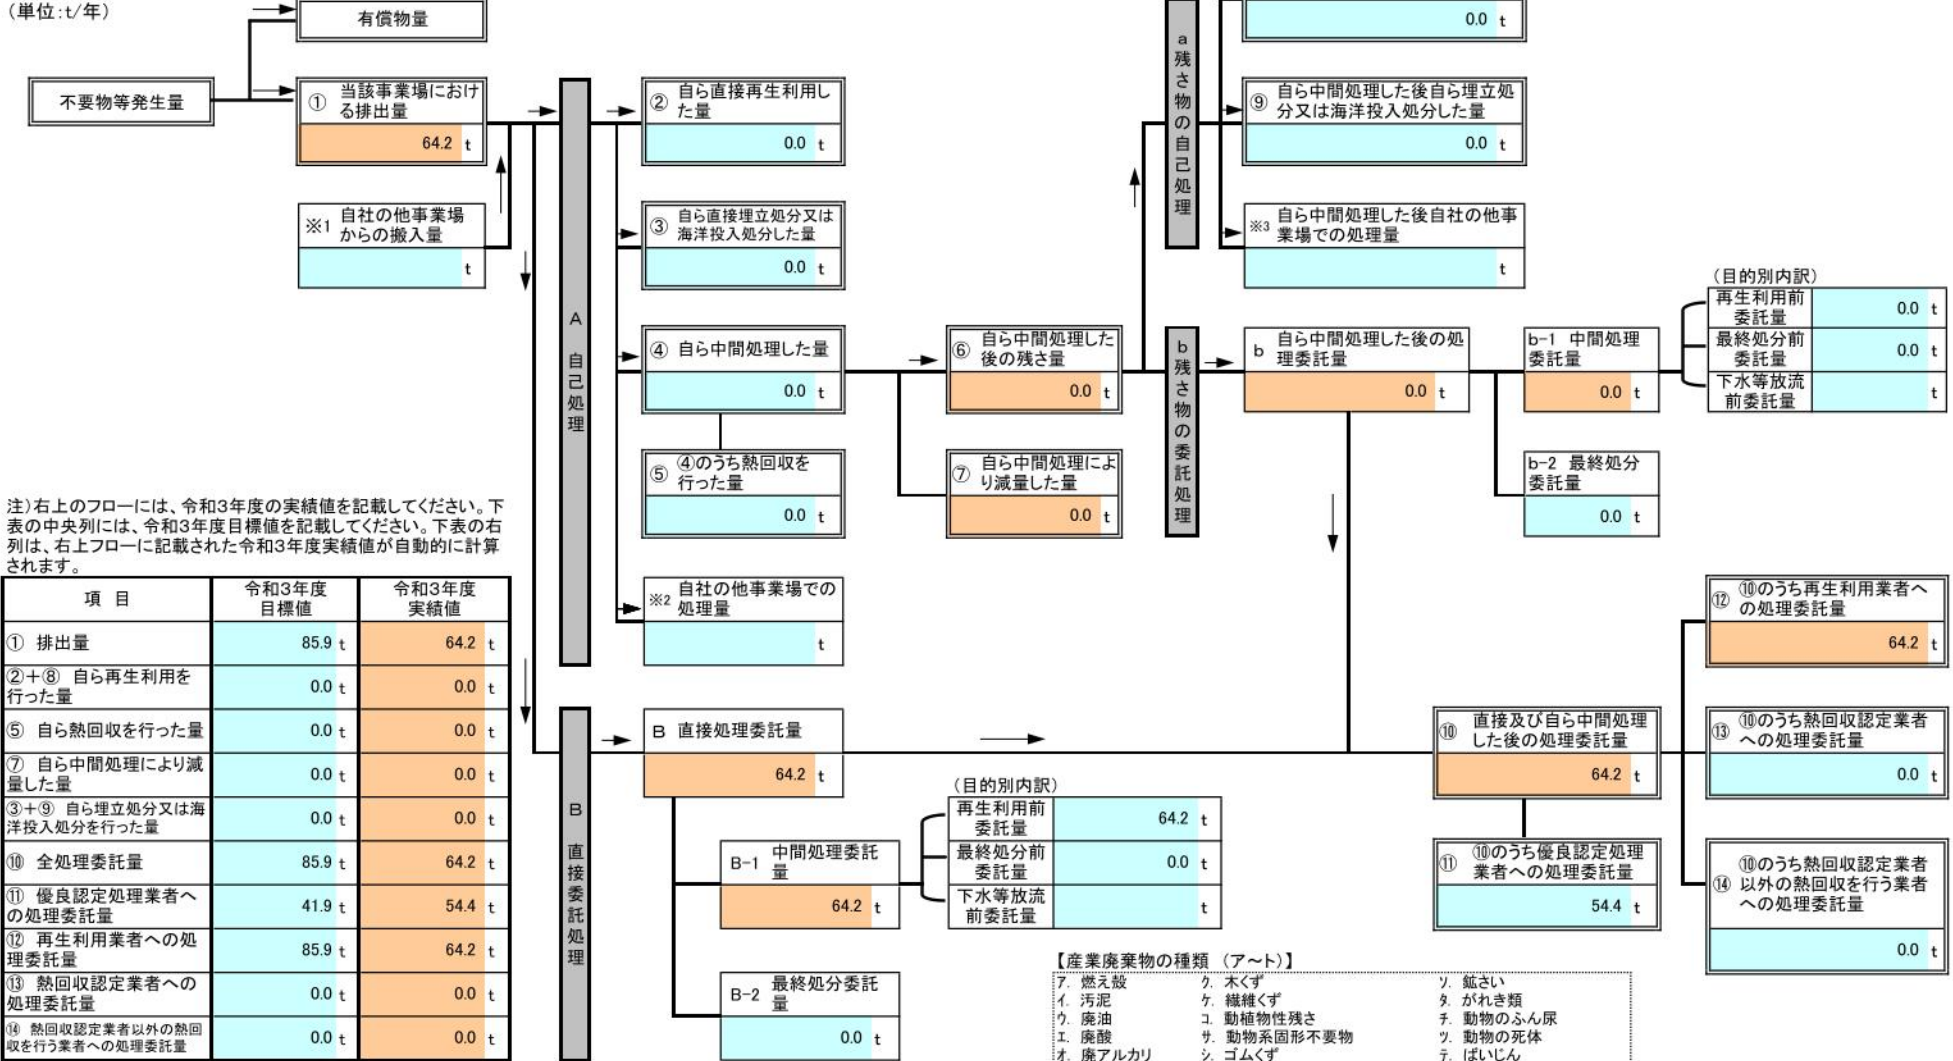 (単位:t/年)
有償物量
不要物等発生量
① 当該事業場におけ
る排出量
64.2 t
※1 自社の他事業場
からの搬入量
t
A 自己処理
② 自ら直接再生利用し
た量
0.0 t
③ 自ら直接埋立処分又は
海洋投入処分した量
0.0 t
④ 自ら中間処理した量
0.0 t
⑤ ④のうち熱回収を
行った量
0.0 t
※2 自社の他事業場での
処理量
t
⑥ 自ら中間処理した
後の残さ量
0.0 t
⑦ 自ら中間処理によ
り減量した量
0.0 t
a 残さ物の自己処理
0.0 t
⑨ 自ら中間処理した後自ら埋立処
分又は海洋投入処分した量
0.0 t
※3 自ら中間処理した後自社の他事
業場での処理量
t
b 残さ物の委託処理
b 自ら中間処理した後の処
理委託量
0.0 t
b-1 中間処理
委託量
0.0 t
b-2 最終処分
委託量
0.0 t
(目的別内訳)
再生利用前
委託量 0.0 t
最終処分前
委託量 0.0 t
下水等放流
前委託量 t
注)右上のフローには、令和3年度の実績値を記載してください。下
表の中央列には、令和3年度目標値を記載してください。下表の右
列は、右上フローに記載された令和3年度実績値が自動的に計算
されます。
項 目 令和3年度
目標値 令和3年度
実績値
① 排出量 85.9 t 64.2 t
②+⑧ 自ら再生利用を
行った量 0.0 t 0.0 t
⑤ 自ら熱回収を行った量 0.0 t 0.0 t
⑦ 自ら中間処理により減
量した量 0.0 t 0.0 t
③+⑨ 自ら埋立処分又は海
洋投入処分を行った量 0.0 t 0.0 t
⑩ 全処理委託量 85.9 t 64.2 t
⑪ 優良認定処理業者へ
の処理委託量 41.9 t 54.4 t
⑫ 再生利用業者への処
理委託量 85.9 t 64.2 t
⑬ 熱回収認定業者への
処理委託量 0.0 t 0.0 t
⑭ 熱回収認定業者以外の熱回
収を行う業者への処理委託量 0.0 t 0.0 t
B 直接委託処理
B 直接処理委託量
64.2 t
B-1 中間処理委託
量
64.2 t
B-2 最終処分委託
量
0.0 t
(目的別内訳)
再生利用前
委託量 64.2 t
最終処分前
委託量 0.0 t
下水等放流
前委託量 t
⑩ 直接及び自ら中間処理
した後の処理委託量
64.2 t
⑪ ⑩のうち優良認定処理
業者への処理委託量
54.4 t
⑫ ⑩のうち再生利用業者へ
の処理委託量
64.2 t
⑬ ⑩のうち熱回収認定業者
への処理委託量
0.0 t
⑭ ⑩のうち熱回収認定業者
以外の熱回収を行う業者
への処理委託量
0.0 t
【産業廃棄物の種類 (ア~ト)】
ア. 燃え殻 ク. 木くず ソ. 鉱さい
イ. 汚泥 ケ. 繊維くず タ. がれき類
ウ. 廃油 コ. 動植物性残さ チ. 動物のふん尿
エ. 廃酸 サ. 動物系固形不要物 ツ. 動物の死体
オ. 廃アルカリ シ. ゴムくず テ. ばいじん